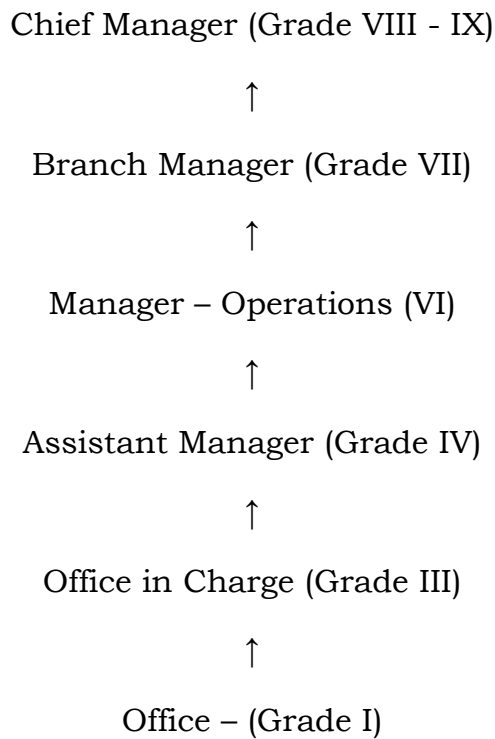 Chief Manager (Grade VIII - IX)
↑
Branch Manager (Grade VII)
↑
Manager – Operations (VI)
↑
Assistant Manager (Grade IV)
↑
Office in Charge (Grade III)
↑
Office – (Grade I)